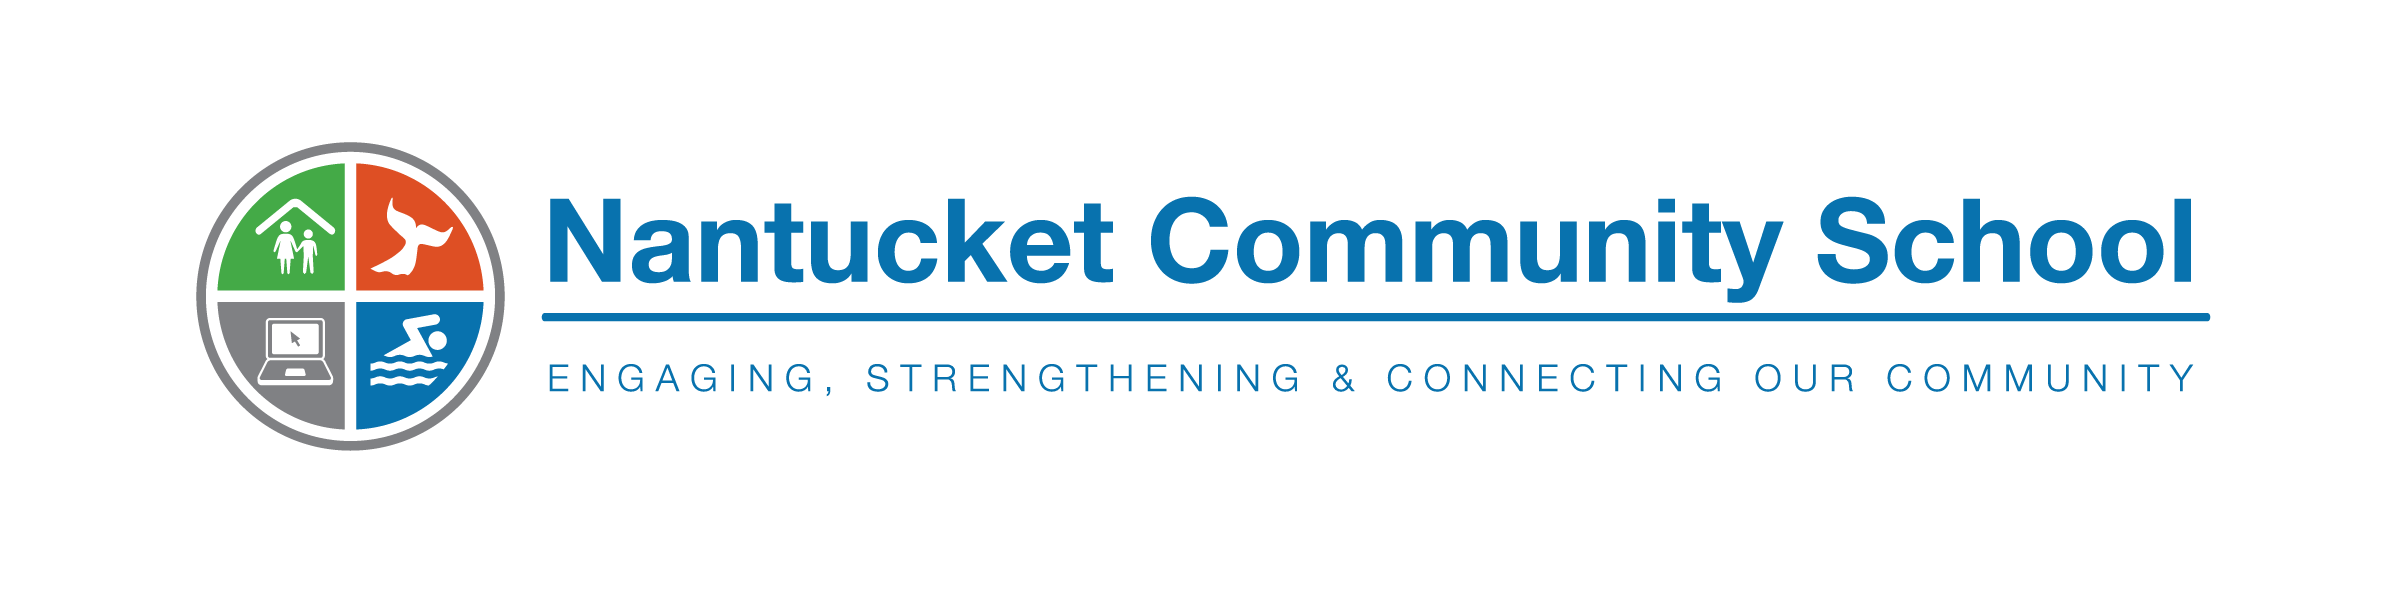 Nantucket Community School
ENGAGING, STRENGTHENING & CONNECTING OUR COMMUNITY